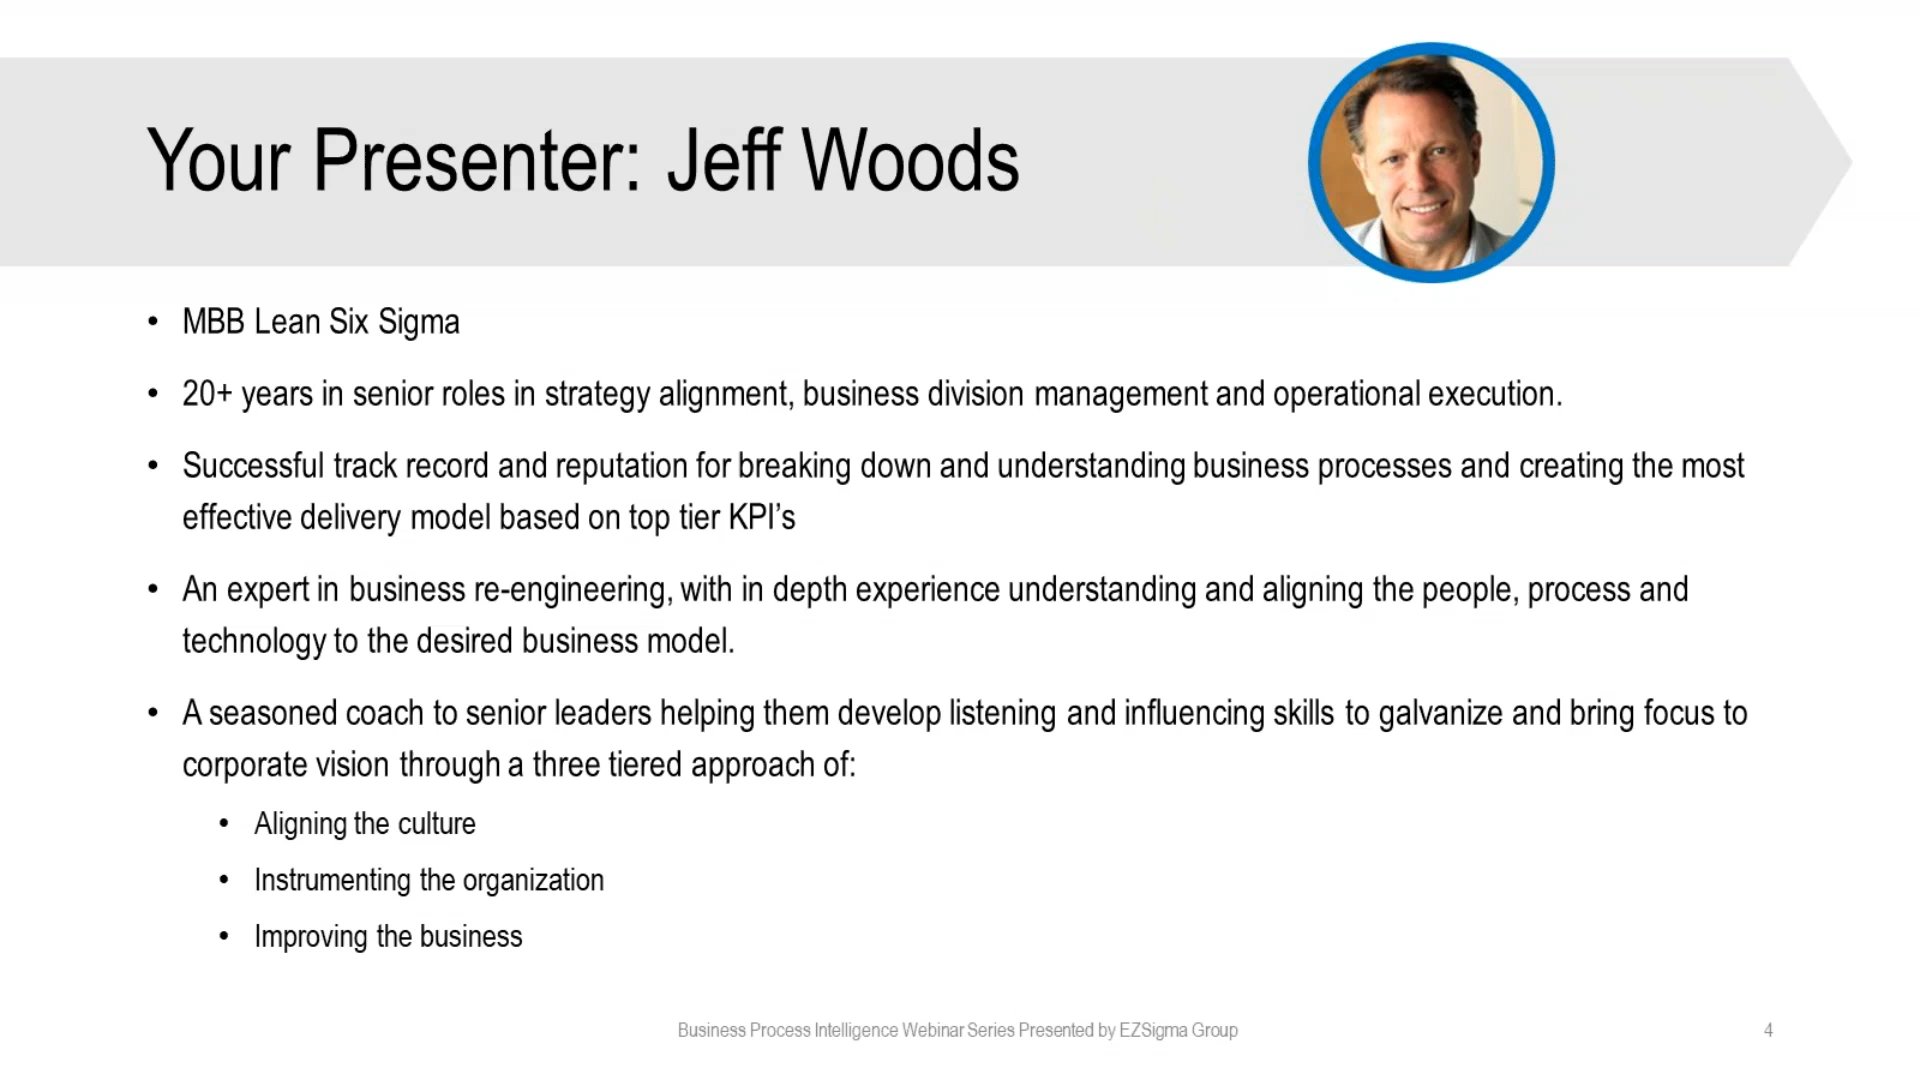 Your Presenter: Jeff Woods
• MBB Lean Six Sigma
• 20+ years in senior roles in strategy alignment, business division management and operational execution.
• Successful track record and reputation for breaking down and understanding business processes and creating the most
effective delivery model based on top tier KPI’s
• An expert in business re-engineering, with in depth experience understanding and aligning the people, process and
technology to the desired business model.
• A seasoned coach to senior leaders helping them develop listening and influencing skills to galvanize and bring focus to
corporate vision through a three tiered approach of:
• Aligning the culture
• Instrumenting the organization
• Improving the business
Business Process Intelligence Webinar Series Presented by EZSigma Group
4